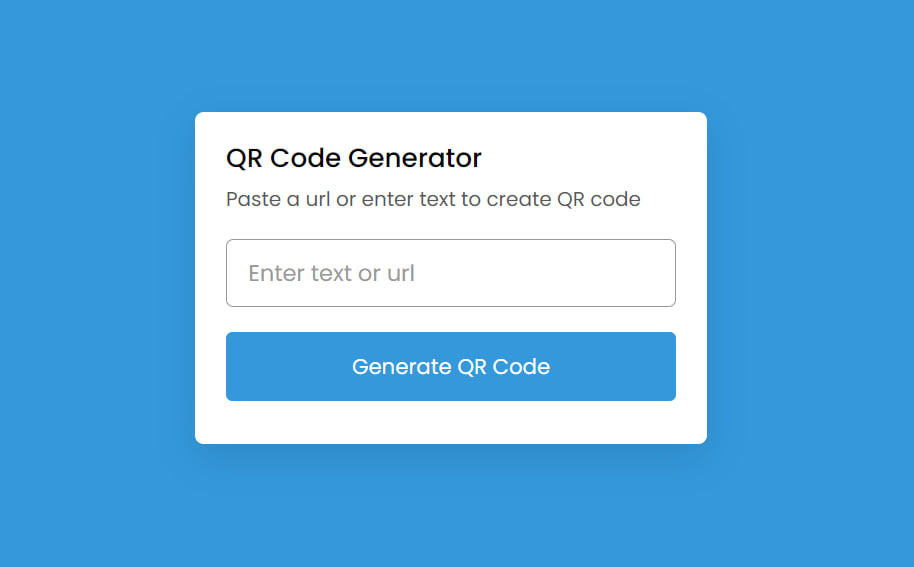 QR Code Generator
Paste a url or enter text to create QR code
Enter text or url
Generate QR Code